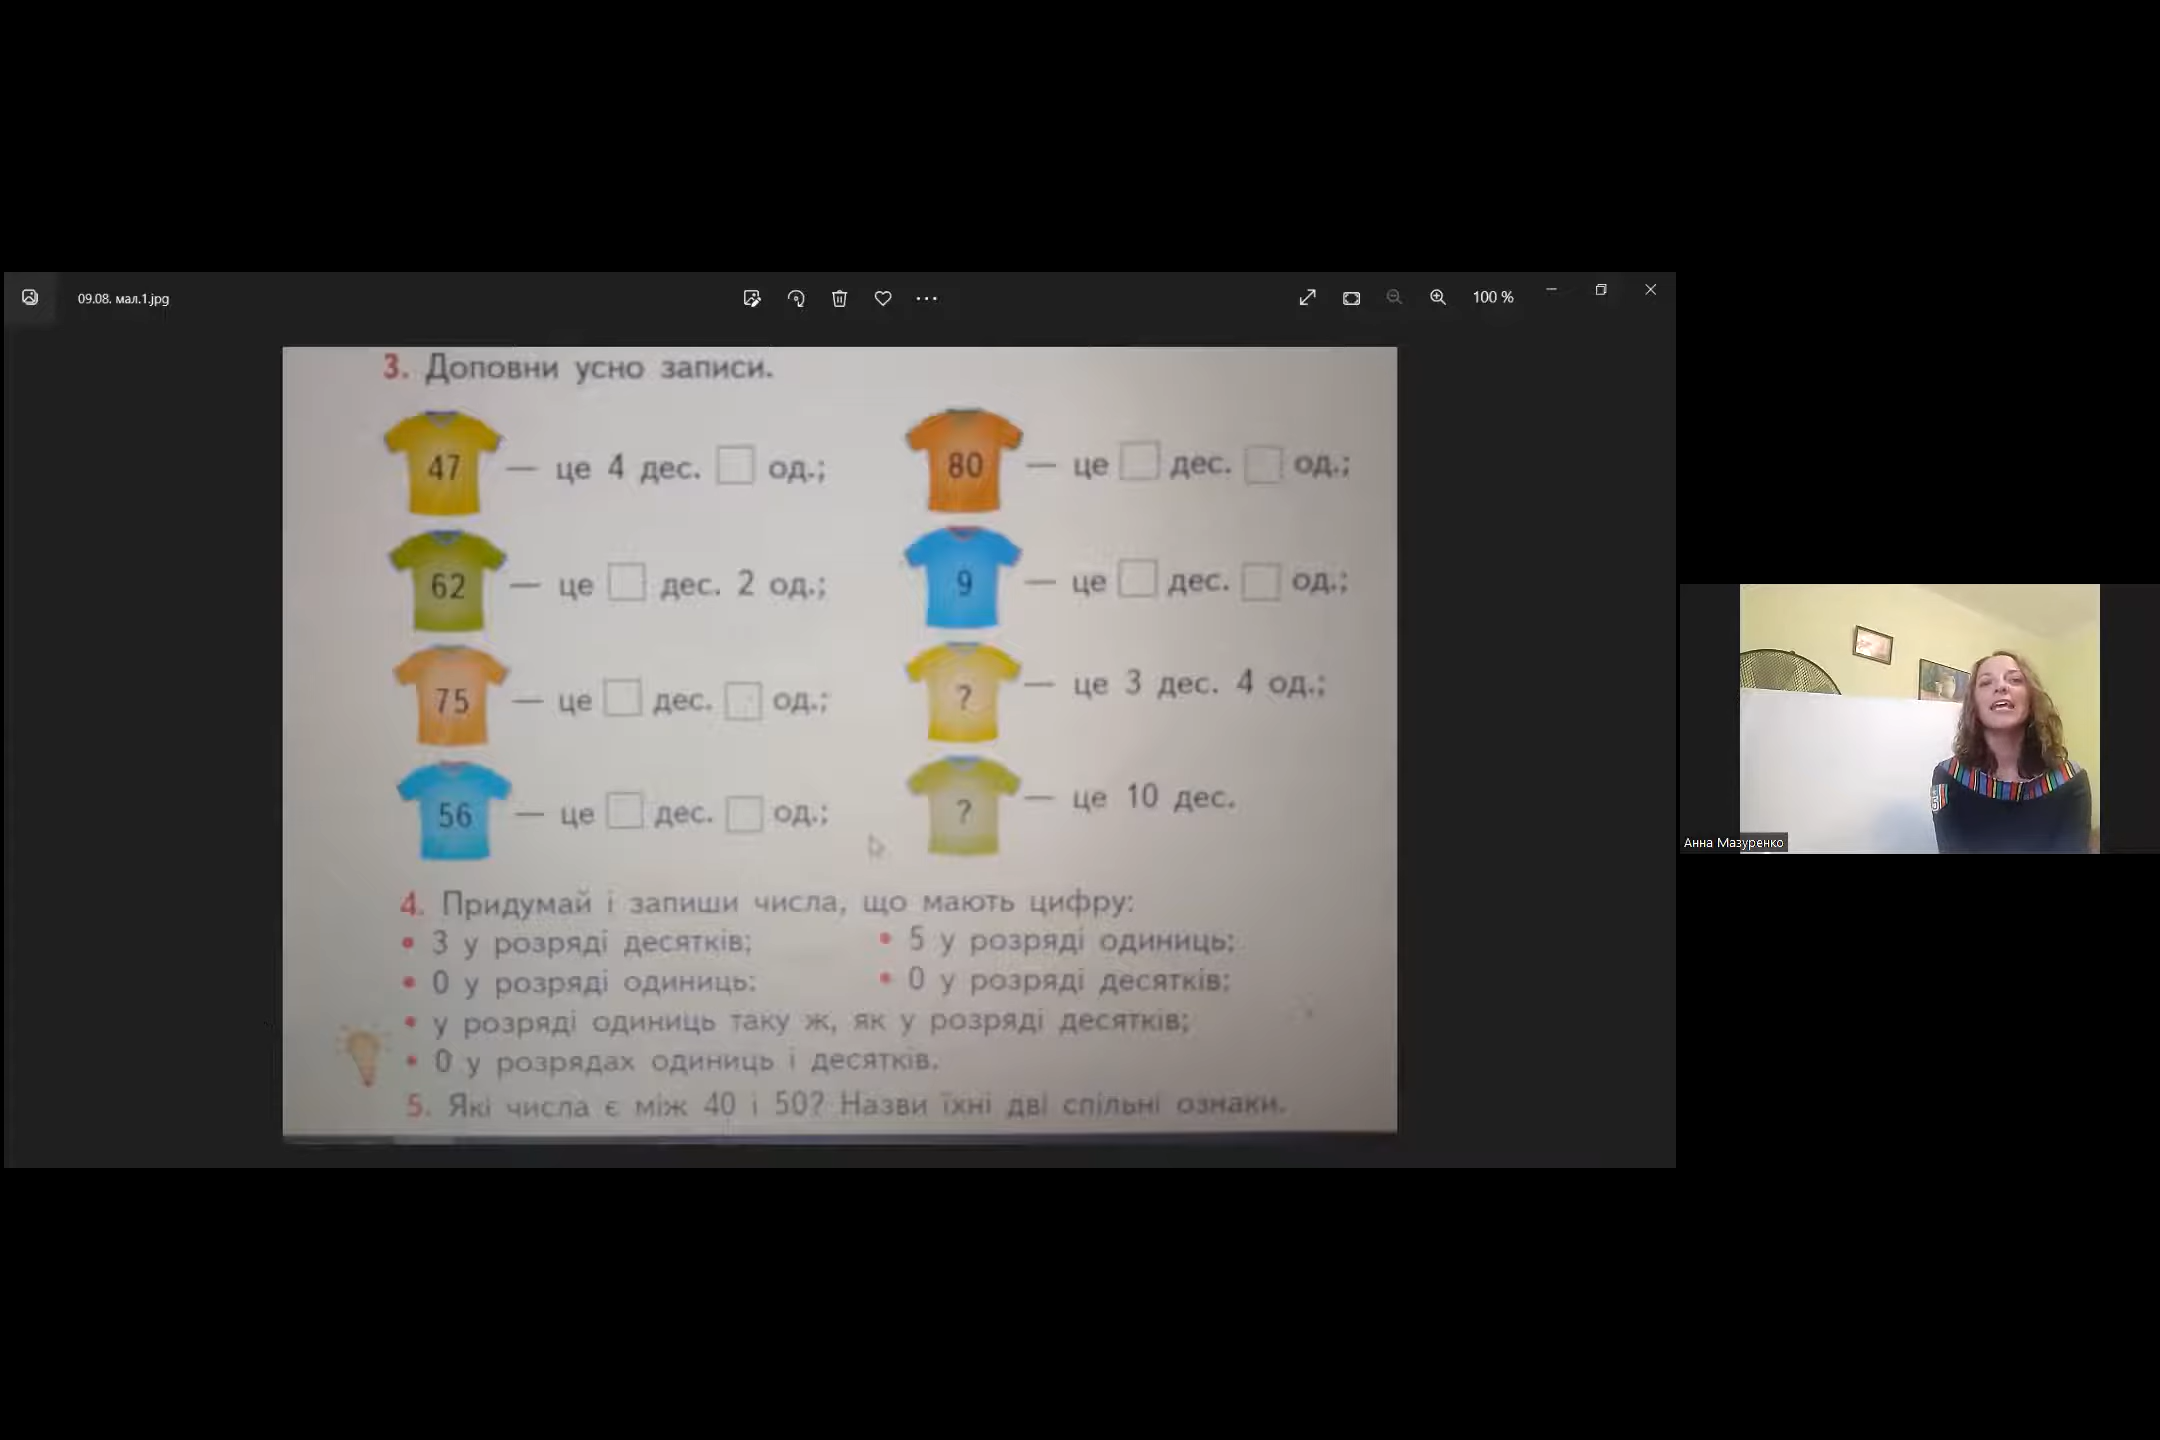 09.08. мал.1.jpg
100 %
3. Доповни усно записи.
47 — це 4 дес. □ од.;
80 — це □ дес. □ од.;
62 — це □ дес. 2 од.;
9 — це □ дес. □ од.;
75 — це □ дес. □ од.;
? — це 3 дес. 4 од.;
56 — це □ дес. □ од.;
? — це 10 дес.
4. Придумай і запиши числа, що мають цифру:
• 3 у розряді десятків;
• 5 у розряді одиниць;
• 0 у розряді одиниць;
• 0 у розряді десятків;
• у розряді одиниць таку ж, як у розряді десятків;
• 0 у розрядах одиниць і десятків.
5. Які числа є між 40 і 50? Назви їхні дві спільні ознаки.
Анна Мазуренко